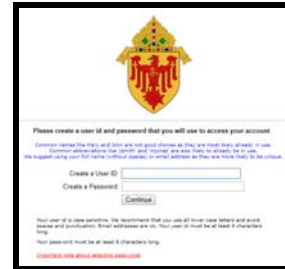 Please create a user id and password that you will use to access your account
Common names like Mary and John are not good choices as they are most likely already in use.
Common abbreviations like 'jsmith' and 'mjones' are also likely to already be in use.
We suggest using your full name (without spaces) or email address as they are more likely to be unique.
Create a User ID:
Create a Password:
Continue
Your user id is case sensitive. We recommend that you use all lower case letters and avoid
spaces and punctuation. Email addresses are ok. Your user id must be at least 4 characters
long.
Your password must be at least 6 characters long.
Important note about selecting passwords